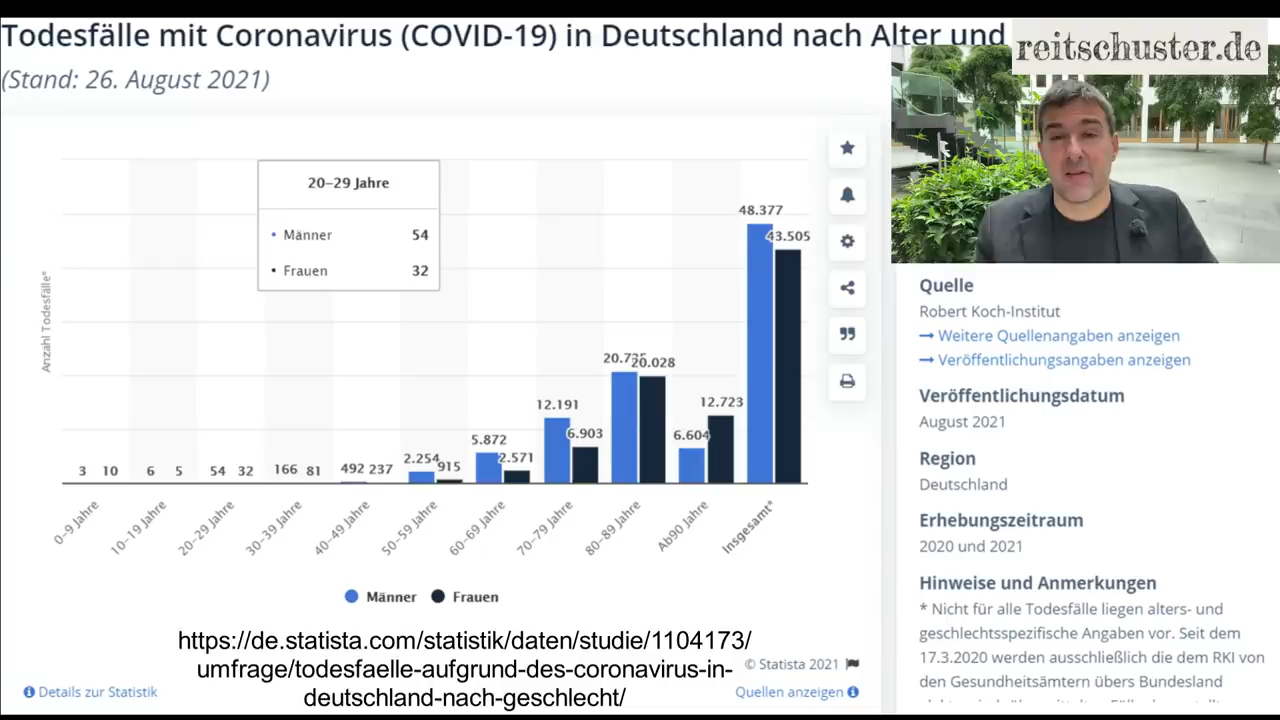 Todesfälle mit Coronavirus (COVID-19) in Deutschland nach Alter und
reitschuster.de
(Stand: 26. August 2021)
20–29 Jahre
Männer 54
Frauen 32
Anzahl Todesfälle*
48.377
43.505
20.028
12.191
12.723
6.903
6.604
5.872
2.571
2.254
915
3 10 6 5 54 32 166 81 492 237
0–9 Jahre
10–19 Jahre
20–29 Jahre
30–39 Jahre
40–49 Jahre
50–59 Jahre
60–69 Jahre
70–79 Jahre
80–89 Jahre
Ab90 Jahre
Insgesamt*
Männer Frauen
https://de.statista.com/statistik/daten/studie/1104173/
umfrage/todesfaelle-aufgrund-des-coronavirus-in-
deutschland-nach-geschlecht/
© Statista 2021
Details zur Statistik
Quellen anzeigen
Quelle
Robert Koch-Institut
→ Weitere Quellenangaben anzeigen
→ Veröffentlichungsangaben anzeigen
Veröffentlichungsdatum
August 2021
Region
Deutschland
Erhebungszeitraum
2020 und 2021
Hinweise und Anmerkungen
* Nicht für alle Todesfälle liegen alters- und
geschlechtsspezifische Angaben vor. Seit dem
17.3.2020 werden ausschließlich die dem RKI von
den Gesundheitsämtern übers Bundesland